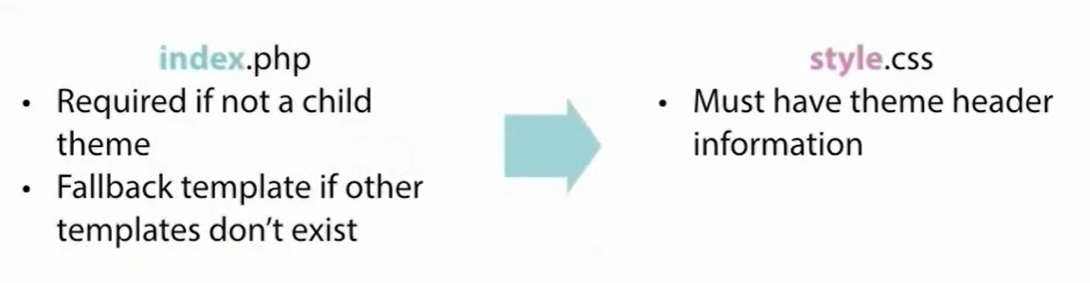 index.php
• Required if not a child
theme
• Fallback template if other
templates don't exist
style.css
• Must have theme header
information